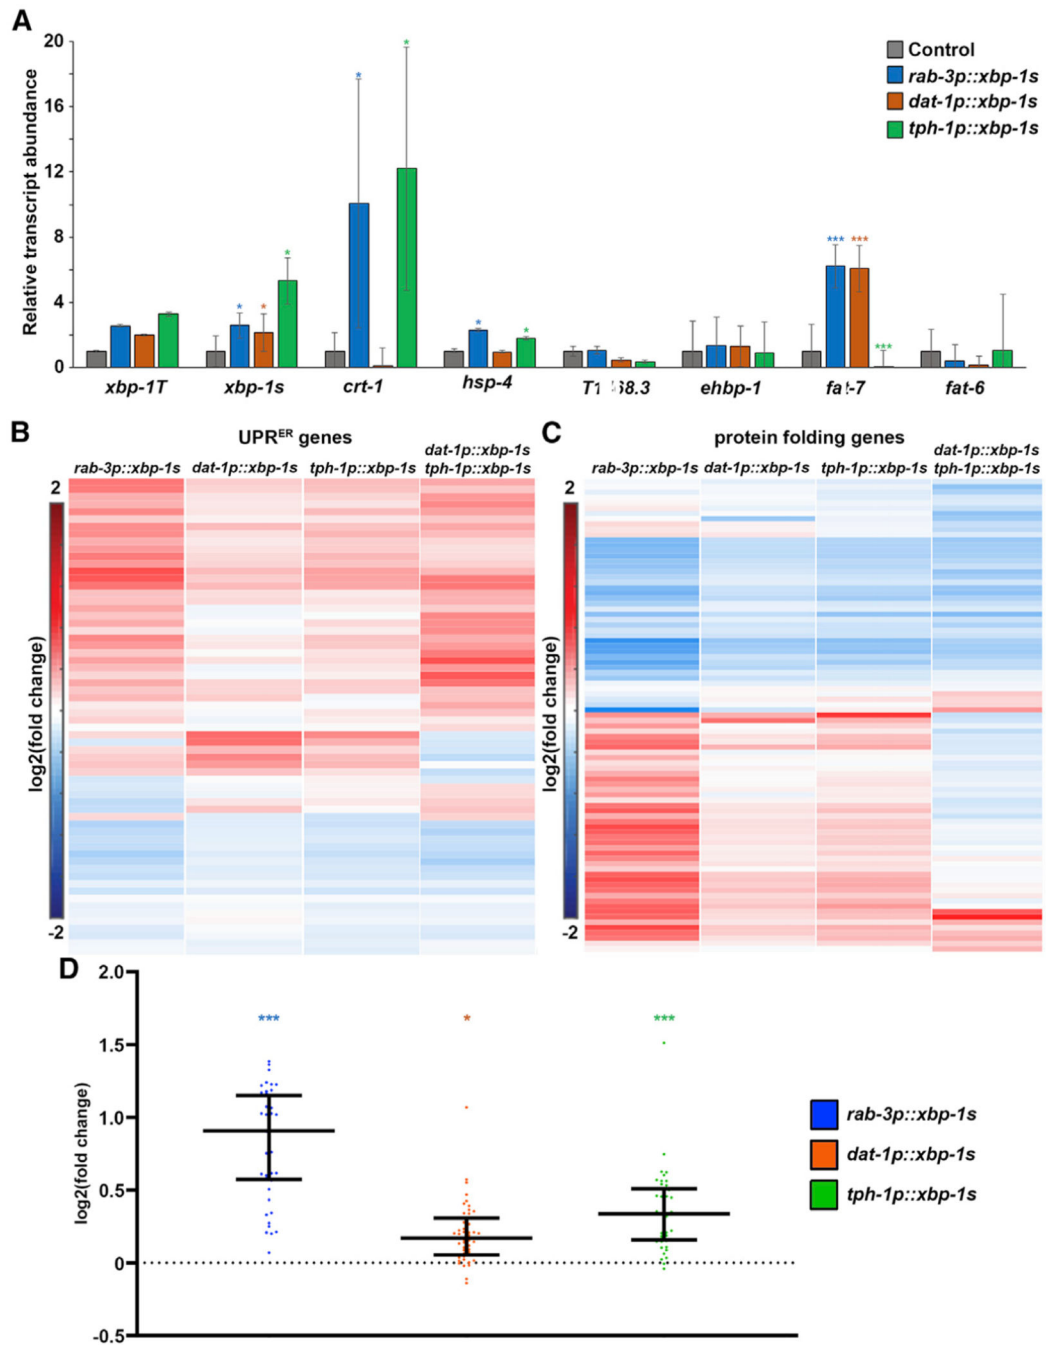 A
20
16
12
8
4
0
Relative transcript abundance
Control
rab-3p::xbp-1s
dat-1p::xbp-1s
tph-1p::xbp-1s
*
*
*
*
*
*
*
***
***
***
xbp-1T
xbp-1s
crt-1
hsp-4
ehbp-1
fat-6
B
UPRER genes
rab-3p::xbp-1s
dat-1p::xbp-1s
tph-1p::xbp-1s
dat-1p::xbp-1s
tph-1p::xbp-1s
2
-2
log2(fold change)
C
protein folding genes
rab-3p::xbp-1s
dat-1p::xbp-1s
tph-1p::xbp-1s
dat-1p::xbp-1s
tph-1p::xbp-1s
2
-2
log2(fold change)
D
2.0
1.5
1.0
0.5
0
-0.5
log2(fold change)
***
*
***
rab-3p::xbp-1s
dat-1p::xbp-1s
tph-1p::xbp-1s